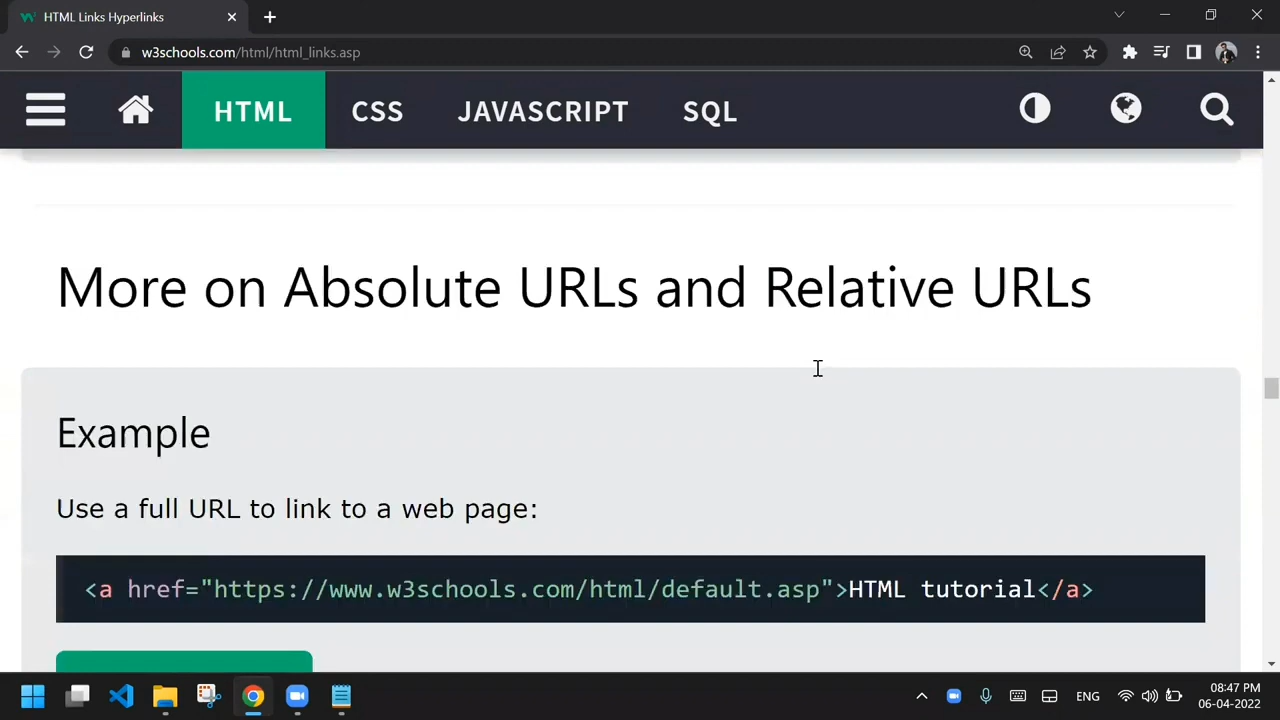 HTML Links Hyperlinks
w3schools.com/html/html_links.asp
HTML CSS JAVASCRIPT SQL
More on Absolute URLs and Relative URLs
Example
Use a full URL to link to a web page:
<a href="https://www.w3schools.com/html/default.asp">HTML tutorial</a>
ENG
08:47 PM
06-04-2022